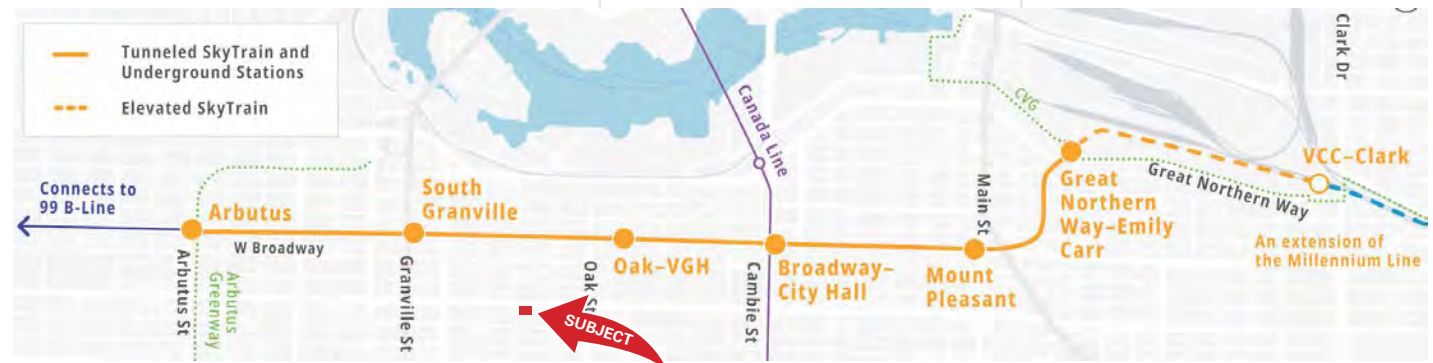 Tunneled SkyTrain and
Underground Stations
Elevated SkyTrain
Connects to
99 B-Line
Arbutus
W Broadway
Arbutus St
Arbutus
Greenway
South
Granville
Granville St
Oak St
Oak–VGH
SUBJECT
Canada Line
Cambie St
Broadway–
City Hall
Main St
Mount
Pleasant
CVG
Great
Northern
Way–Emily
Carr
Great Northern Way
Clark Dr
VCC–Clark
An extension of
the Millennium Line